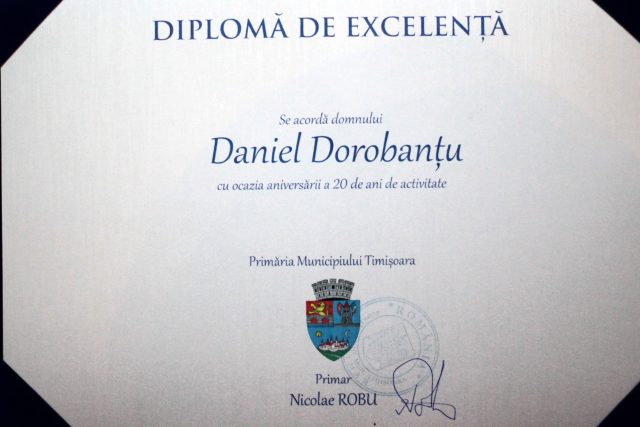 DIPLOMĂ DE EXCELENȚĂ
Se acordă domnului
Daniel Dorobanțu
cu ocazia aniversării a 20 de ani de activitate
Primăria Municipiului Timișoara
ROMÂNIA
Primar
Nicolae ROBU